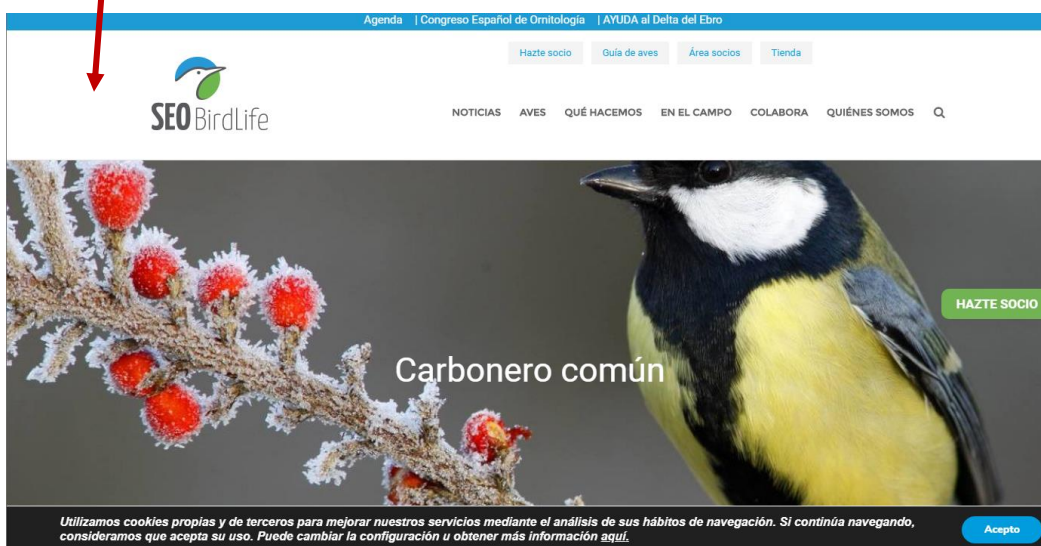 Agenda | Congreso Español de Ornitología | AYUDA al Delta del Ebro
Hazte socio Guía de aves Área socios Tienda
SEO BirdLife
NOTICIAS AVES QUÉ HACEMOS EN EL CAMPO COLABORA QUIÉNES SOMOS
HAZTE SOCIO
Carbonero común
Utilizamos cookies propias y de terceros para mejorar nuestros servicios mediante el análisis de sus hábitos de navegación. Si continúa navegando,
consideramos que acepta su uso. Puede cambiar la configuración u obtener más información aquí.
Acepto